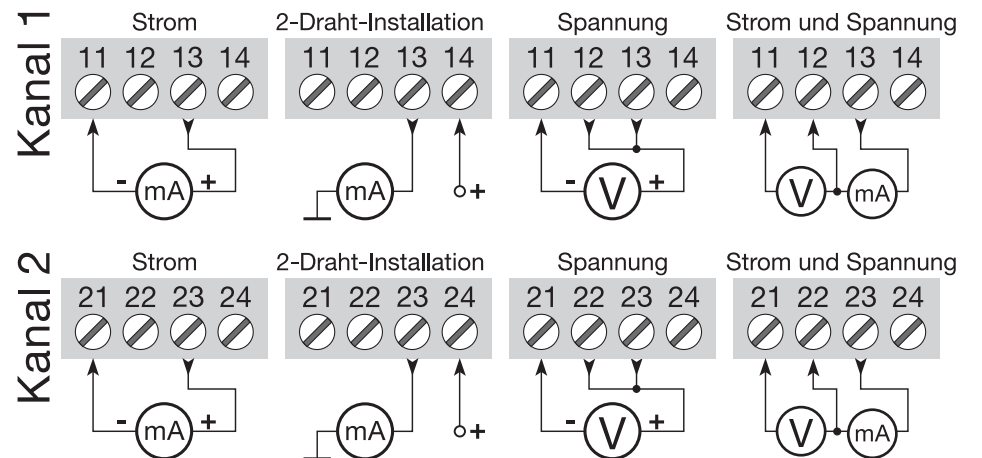 Kanal 1
Strom 2-Draht-Installation Spannung Strom und Spannung
11 12 13 14 11 12 13 14 11 12 13 14 11 12 13 14
- mA + mA + - V + V mA
Kanal 2
Strom 2-Draht-Installation Spannung Strom und Spannung
21 22 23 24 21 22 23 24 21 22 23 24 21 22 23 24
- mA + mA + - V + V mA